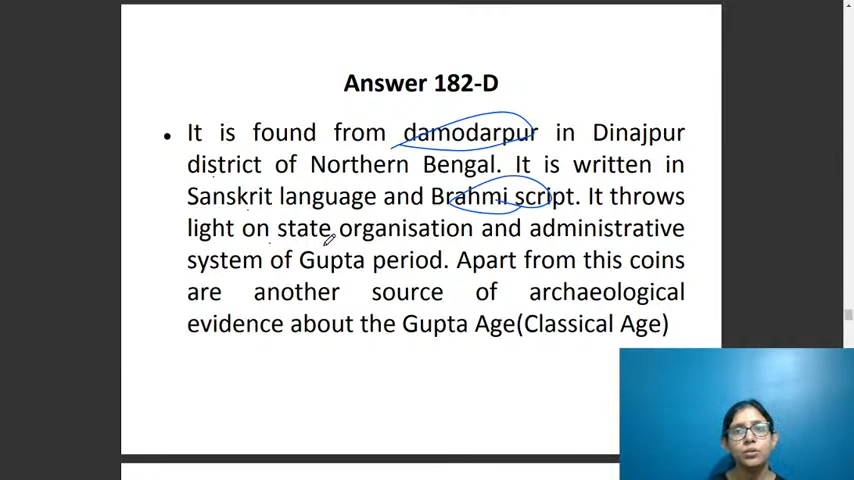 Answer 182-D
• It is found from damodarpur in Dinajpur
district of Northern Bengal. It is written in
Sanskrit language and Brahmi script. It throws
light on state organisation and administrative
system of Gupta period. Apart from this coins
are another source of archaeological
evidence about the Gupta Age(Classical Age)